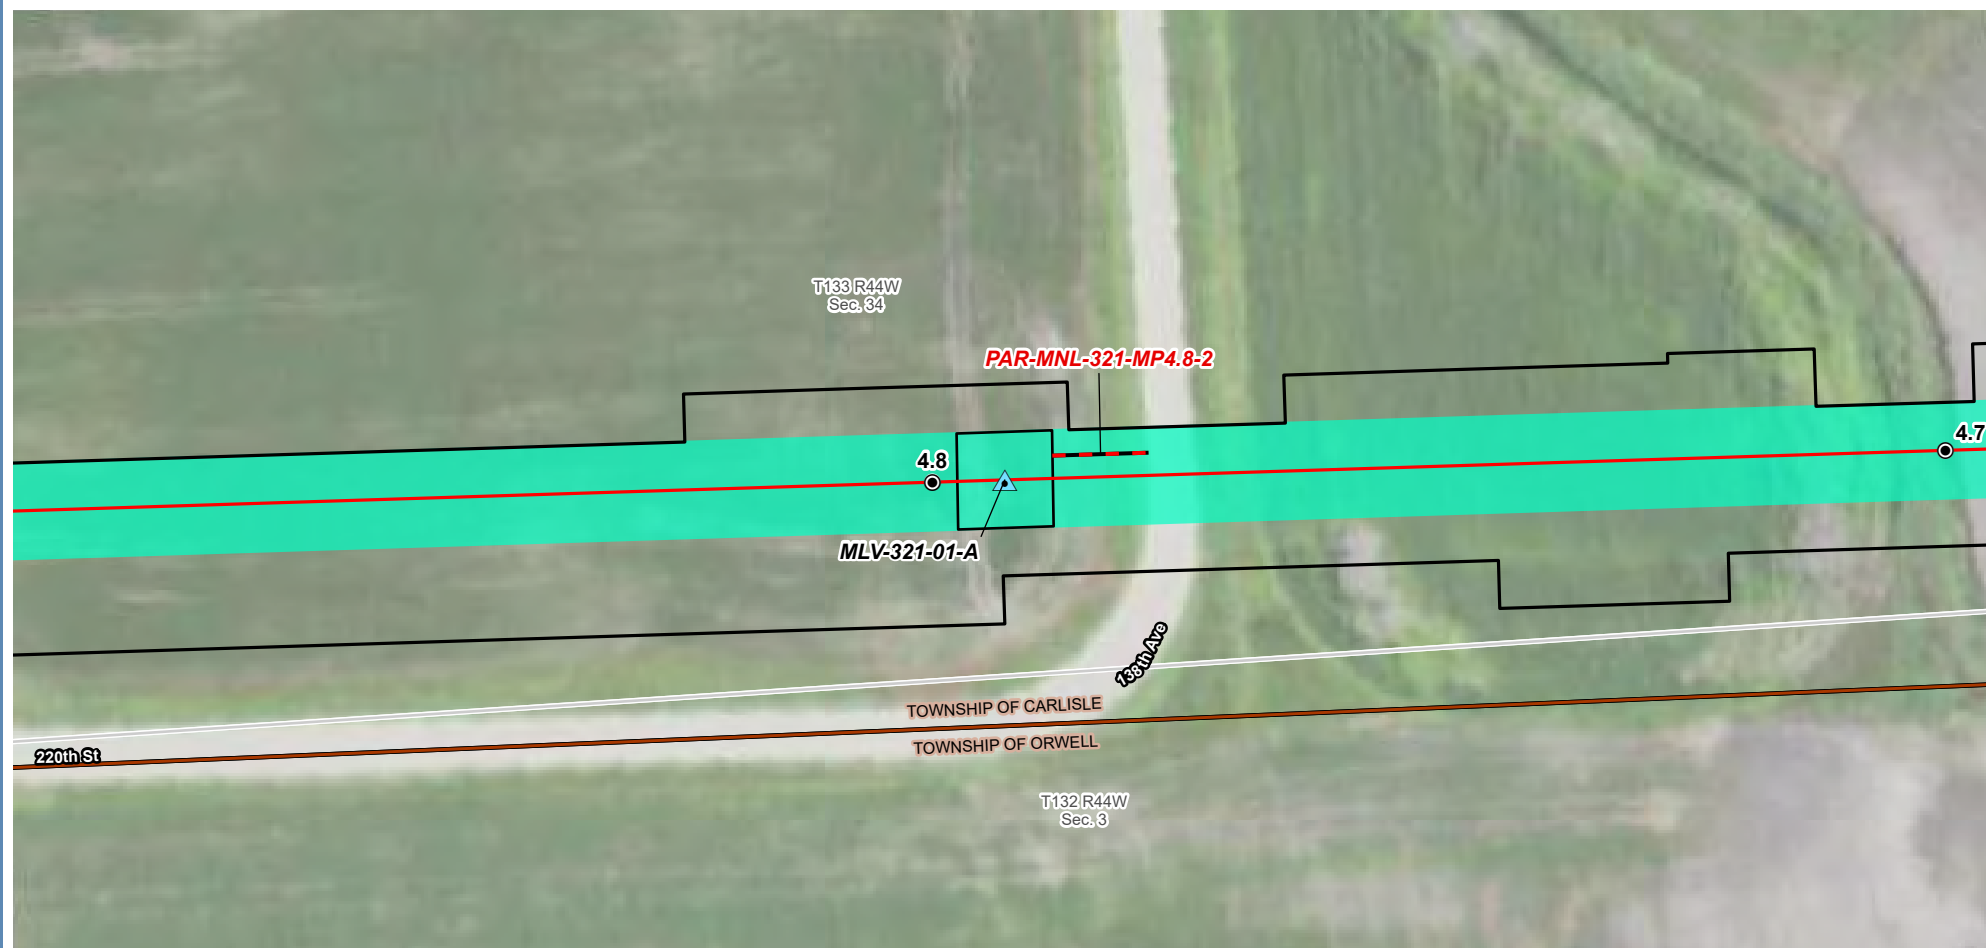 T133 R44W
Sec. 34
PAR-MNL-321-MP4.8-2
4.7
4.8
MLV-321-01-A
138th Ave
TOWNSHIP OF CARLISLE
TOWNSHIP OF ORWELL
220th St
T132 R44W
Sec. 3